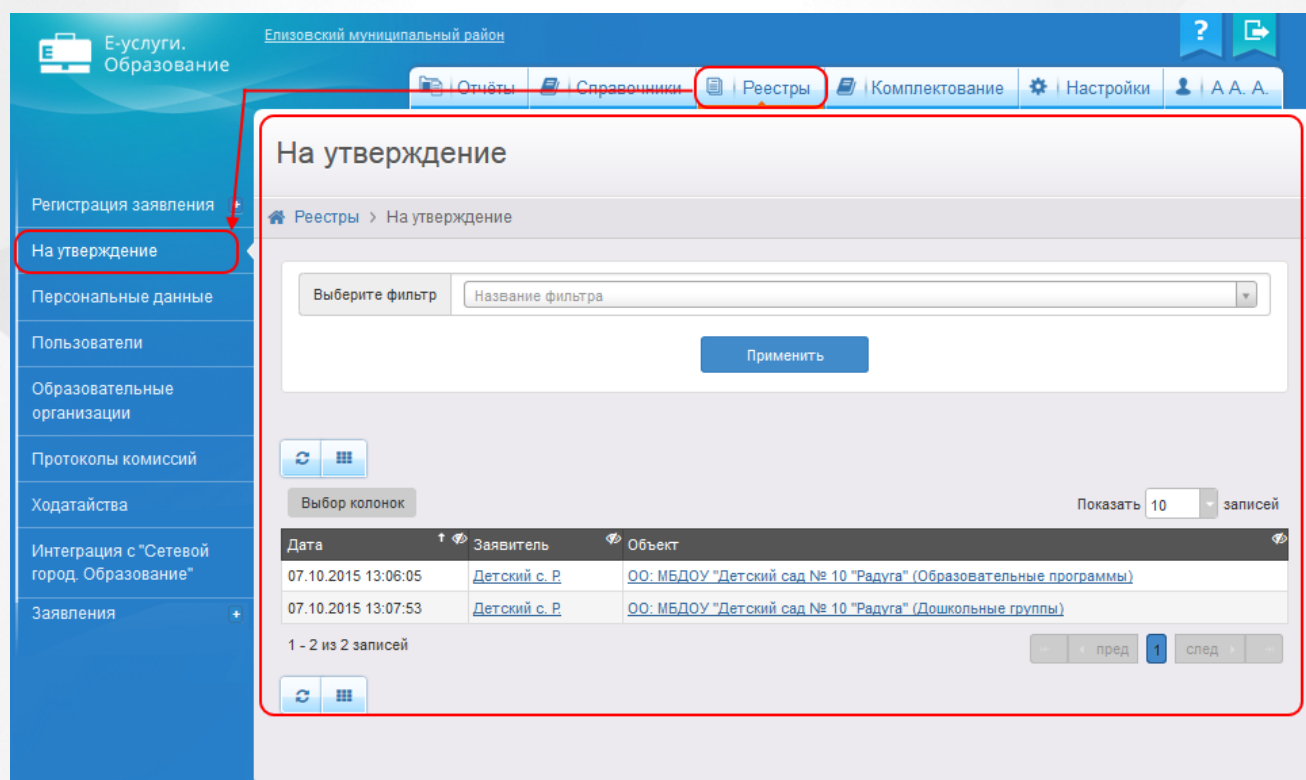 Е-услуги.
Образование
Елизовский муниципальный район
?
Отчёты
Справочники
Реестры
Комплектование
Настройки
А А. А.
На утверждение
Реестры > На утверждение
Регистрация заявления +
На утверждение
Персональные данные
Пользователи
Образовательные
организации
Протоколы комиссий
Ходатайства
Интеграция с "Сетевой
город. Образование"
Заявления +
Выберите фильтр
Название фильтра
Применить
Выбор колонок
Показать 10 записей
Дата Заявитель Объект
07.10.2015 13:06:05 Детский с. Р. ОО: МБДОУ "Детский сад № 10 "Радуга" (Образовательные программы)
07.10.2015 13:07:53 Детский с. Р. ОО: МБДОУ "Детский сад № 10 "Радуга" (Дошкольные группы)
1 - 2 из 2 записей
пред 1 след